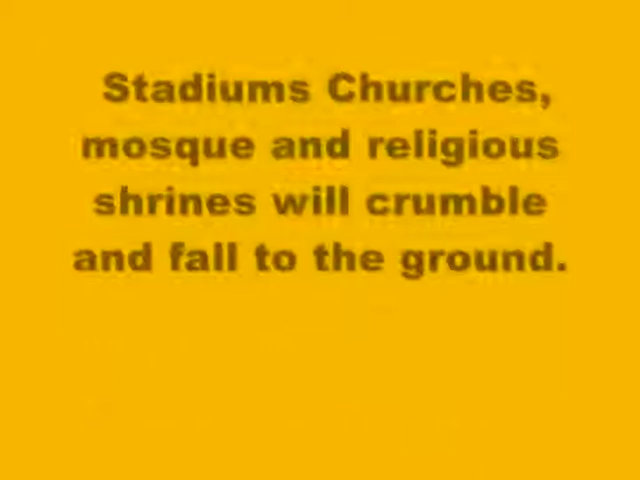 Stadiums Churches,
mosque and religious
shrines will crumble
and fall to the ground.